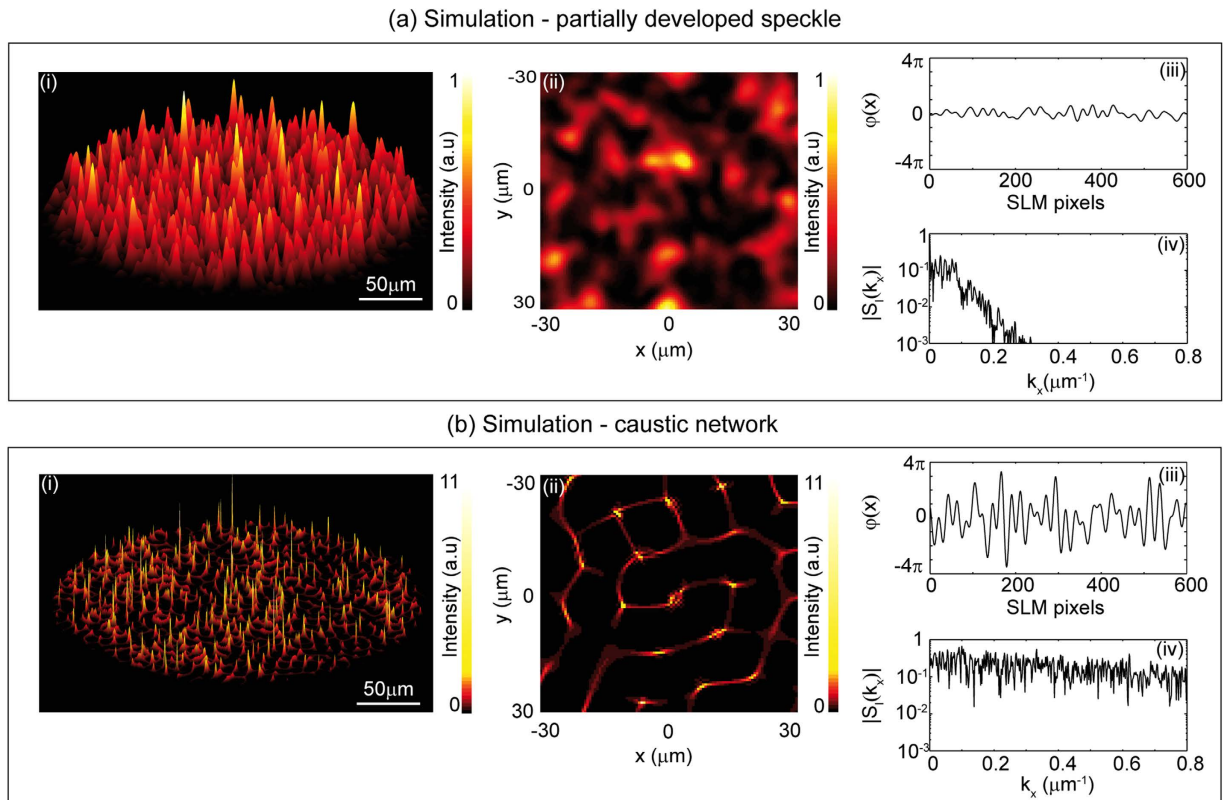 (a) Simulation - partially developed speckle
(i)
1
Intensity (a.u)
0
50μm
(ii)
-30
0
30
y (μm)
-30
0
30
x (μm)
1
Intensity (a.u)
0
(iii)
4π
0
-4π
φ(x)
0
200
400
600
SLM pixels
(iv)
1
10⁻¹
10⁻²
10⁻³
|S_I(k_x)|
0
0.2
0.4
0.6
0.8
k_x(μm⁻¹)
(b) Simulation - caustic network
(i)
11
Intensity (a.u)
0
50μm
(ii)
-30
0
30
y (μm)
-30
0
30
x (μm)
11
Intensity (a.u)
0
(iii)
4π
0
-4π
φ(x)
0
200
400
600
SLM pixels
(iv)
1
10⁻¹
10⁻²
10⁻³
|S_I(k_x)|
0
0.2
0.4
0.6
0.8
k_x (μm⁻¹)